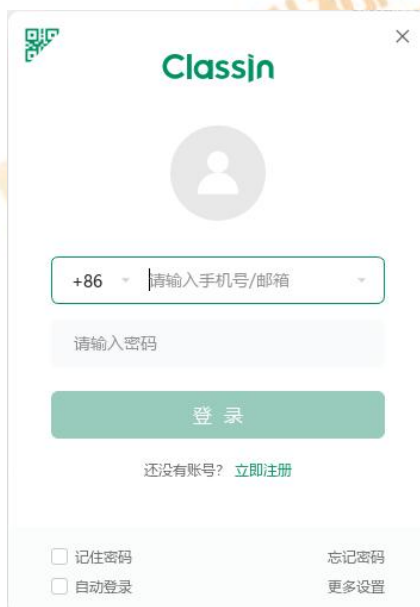 ClassIn
+86 请输入手机号/邮箱
请输入密码
登 录
还没有账号? 立即注册
记住密码 忘记密码
自动登录 更多设置